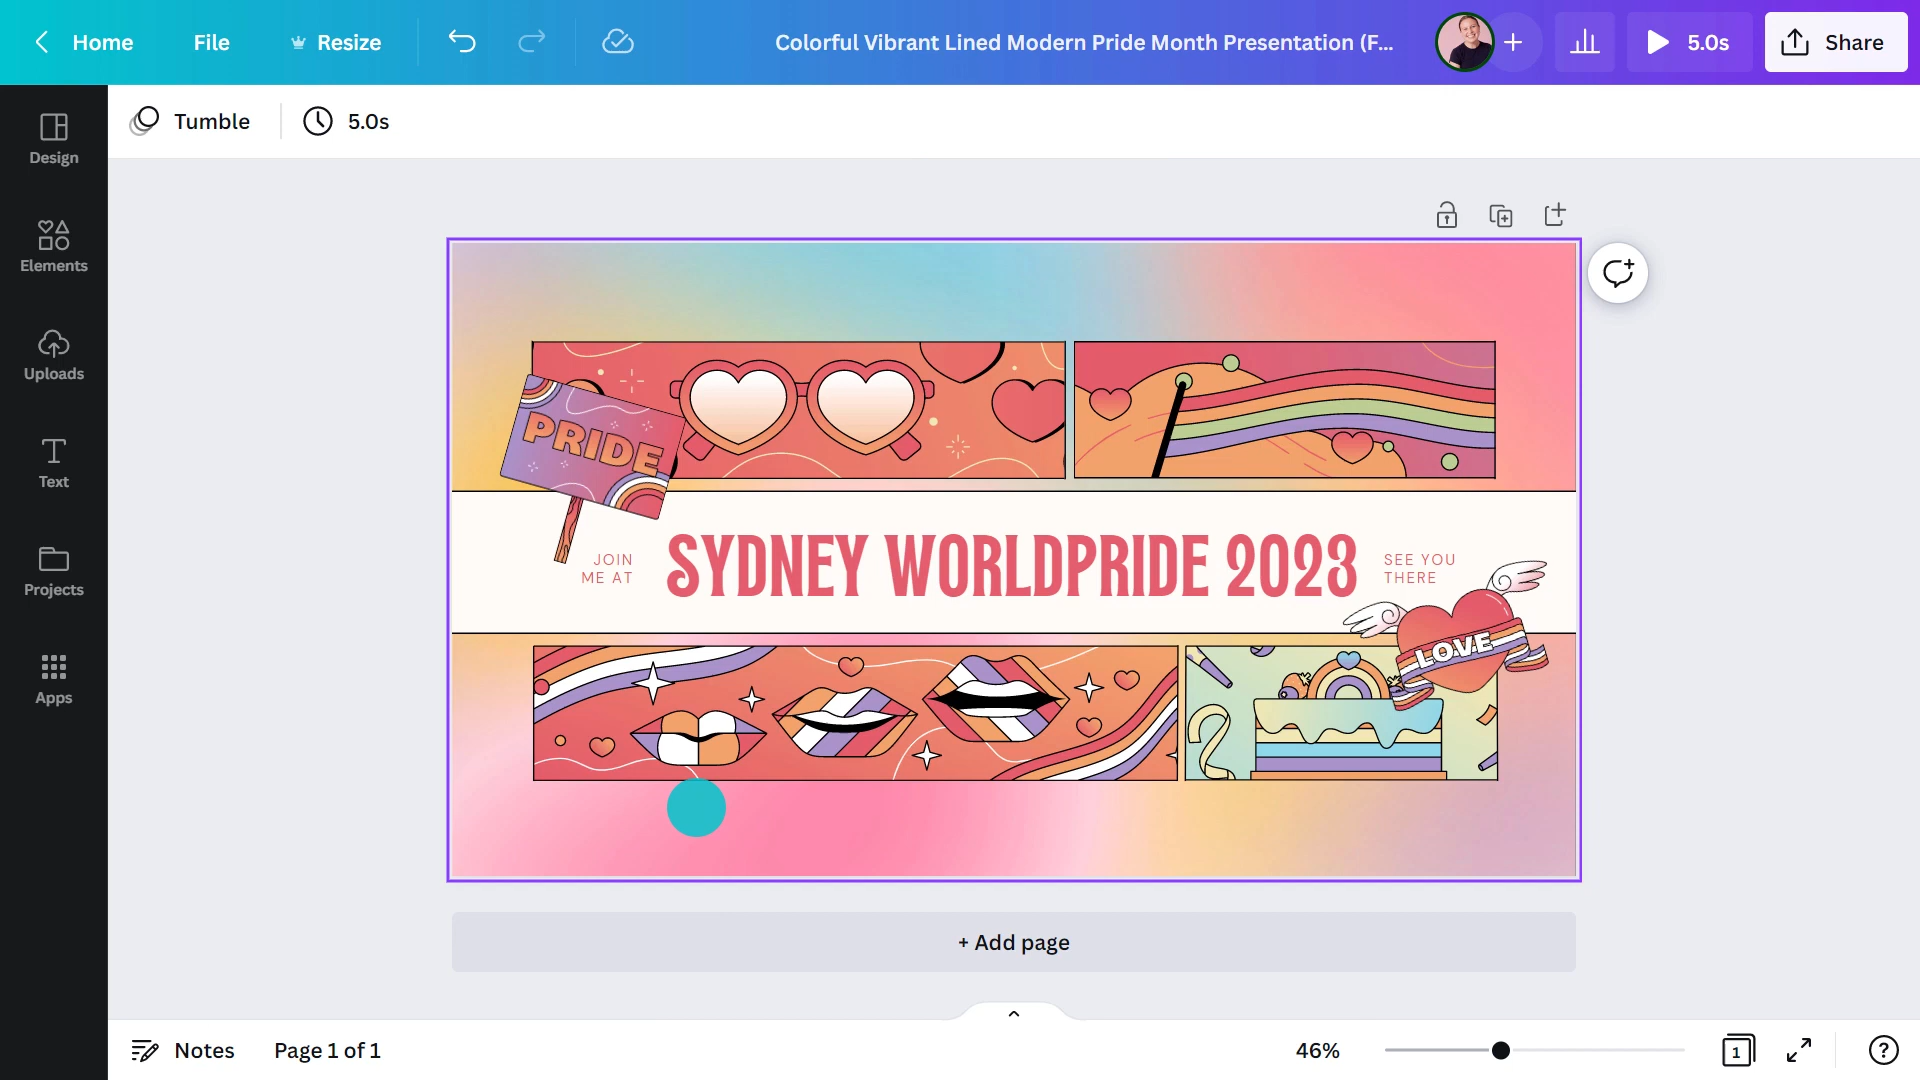 Home File Resize Colorful Vibrant Lined Modern Pride Month Presentation (F... 5.0s Share
Tumble 5.0s
Design
Elements
Uploads
Text
Projects
Apps
PRIDE
JOIN
ME AT
SYDNEY WORLDPRIDE 2023
SEE YOU
THERE
LOVE
+ Add page
Notes Page 1 of 1 46% 1